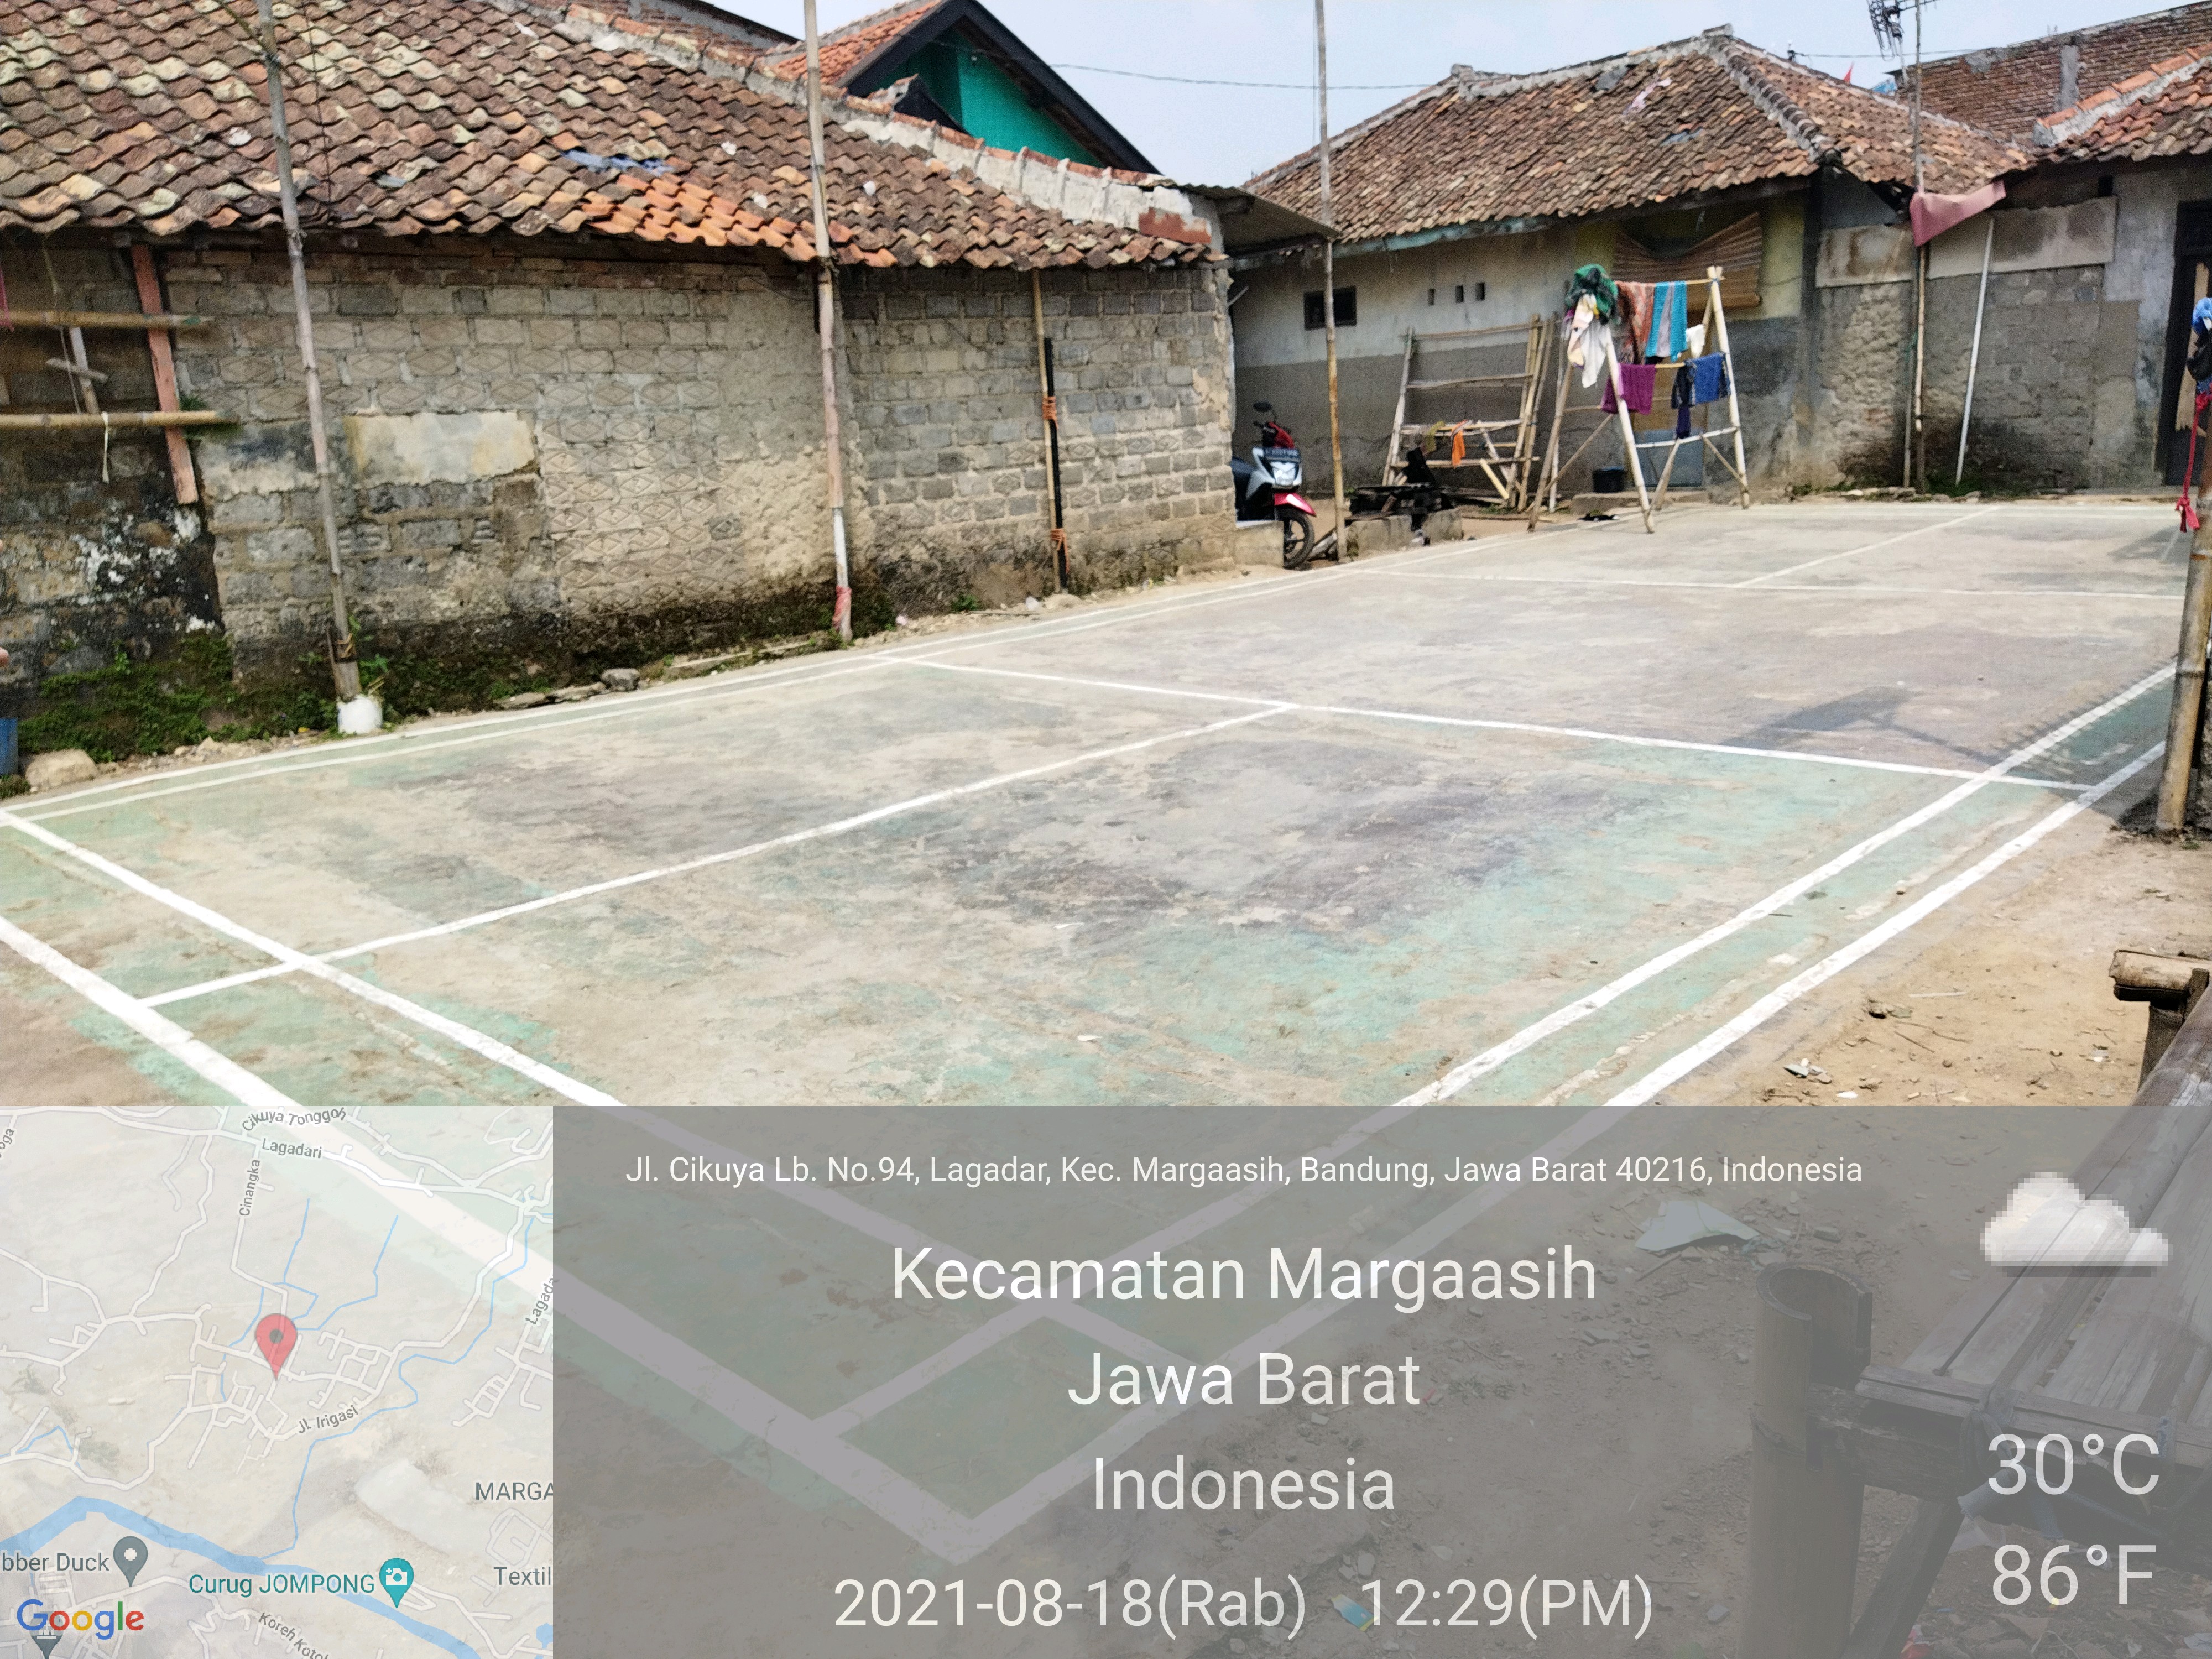 Cikuya Tonggoh
Lagadari
Cinangka
Lagada
Jl. Irigasi
MARGA
bber Duck
Curug JOMPONG
Textil
Google
Koreh Kotok
Jl. Cikuya Lb. No.94, Lagadar, Kec. Margaasih, Bandung, Jawa Barat 40216, Indonesia
Kecamatan Margaasih
Jawa Barat
Indonesia
2021-08-18(Rab) 12:29(PM)
30°C
86°F